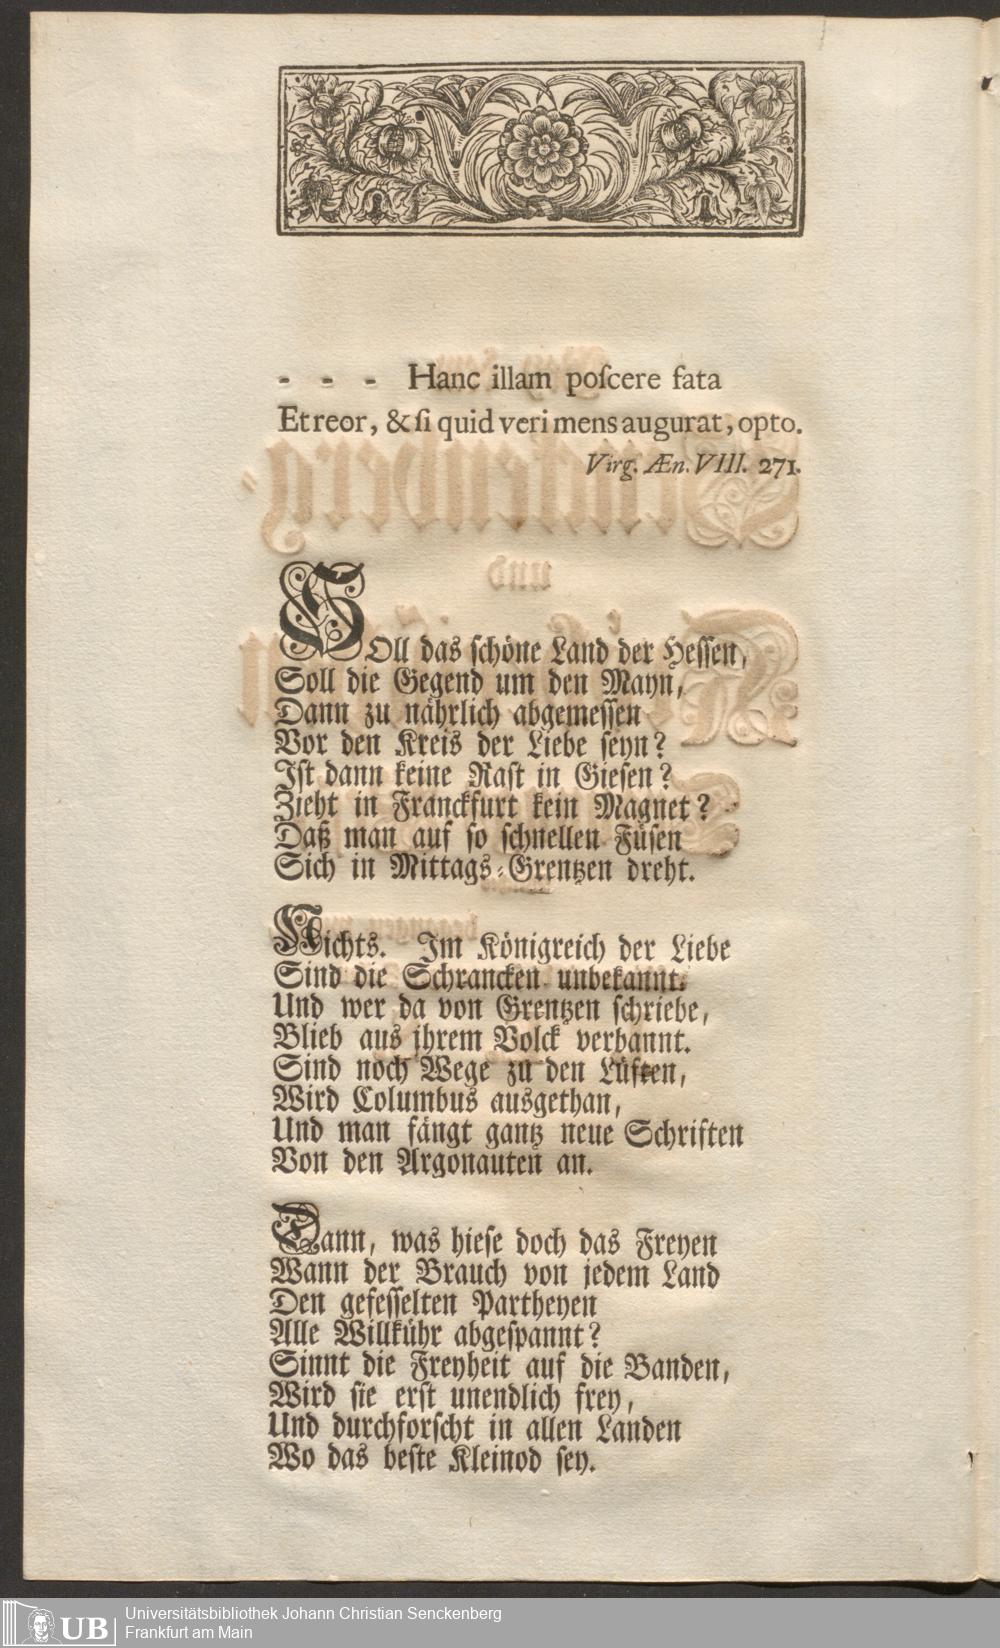 - - - Hanc illam poſcere fata
Et reor, & ſi quid veri mens augurat, opto.
Virg. Æn. VIII. 271.
SOll das ſchöne Land der Heſſen,
Soll die Gegend um den Mayn,
Dann zu nährlich abgemeſſen
Vor den Kreis der Liebe ſeyn?
Iſt dann keine Raſt in Gieſen?
Zieht in Franckfurt kein Magnet?
Daß man auf ſo ſchnellen Füſen
Sich in Mittags-Grentzen dreht.
Nichts. Im Königreich der Liebe
Sind die Schrancken unbekannt.
Und wer da von Grentzen ſchriebe,
Blieb aus ihrem Volck verbannt.
Sind noch Wege zu den Lüften,
Wird Columbus ausgethan,
Und man fängt gantz neue Schriften
Von den Argonauten an.
Dann, was hieſe doch das Freyen
Wann der Brauch von jedem Land
Den gefeſſelten Partheyen
Alle Willkühr abgeſpannt?
Sinnt die Freyheit auf die Banden,
Wird ſie erſt unendlich frey,
Und durchforſcht in allen Landen
Wo das beſte Kleinod ſey.
UB
Universitätsbibliothek Johann Christian Senckenberg
Frankfurt am Main